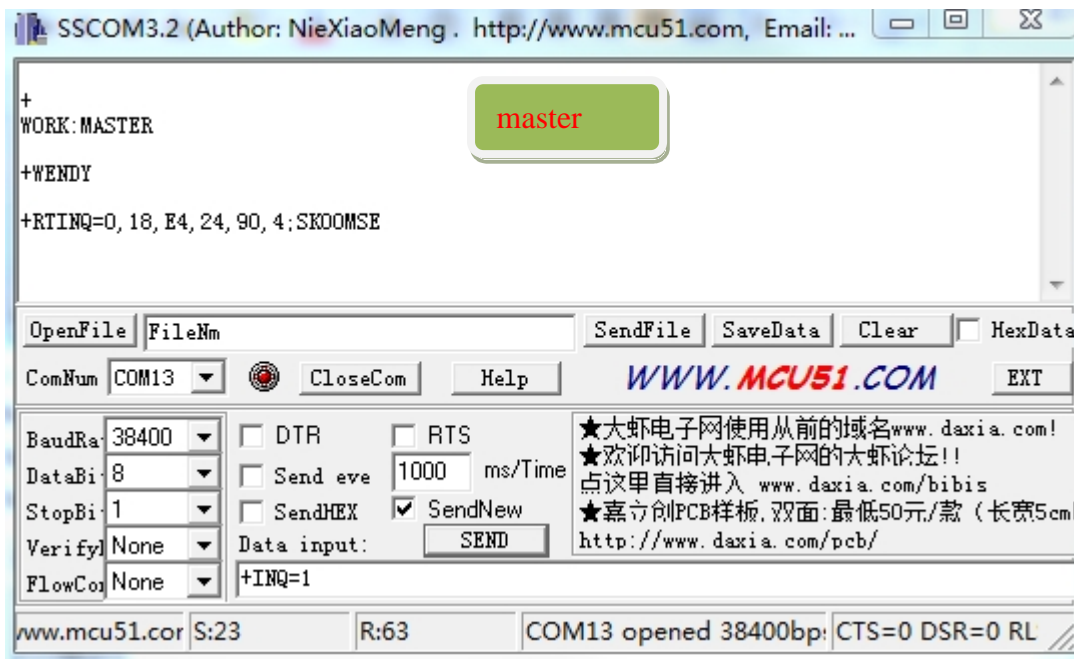 SSCOM3.2 (Author: NieXiaoMeng .  http://www.mcu51.com,  Email: ...
+
WORK:MASTER
master
+WENDY
+RTINQ=0,18,E4,24,90,4;SKOOMSE
OpenFile FileNm SendFile SaveData Clear HexData
ComNum COM13 CloseCom Help WWW.MCU51.COM EXT
BaudRa 38400 DTR RTS
DataBi 8 Send eve 1000 ms/Time
StopBi 1 SendHEX SendNew
Verify None Data input: SEND
FlowCo None +INQ=1
★大虾电子网使用从前的域名www.daxia.com!
★欢迎访问大虾电子网的大虾论坛!!
点这里直接进入 www.daxia.com/bibis
★嘉立创PCB样板,双面:最低50元/款（长宽5cm
http://www.daxia.com/pcb/
www.mcu51.cor S:23 R:63 COM13 opened 38400bp CTS=0 DSR=0 RL